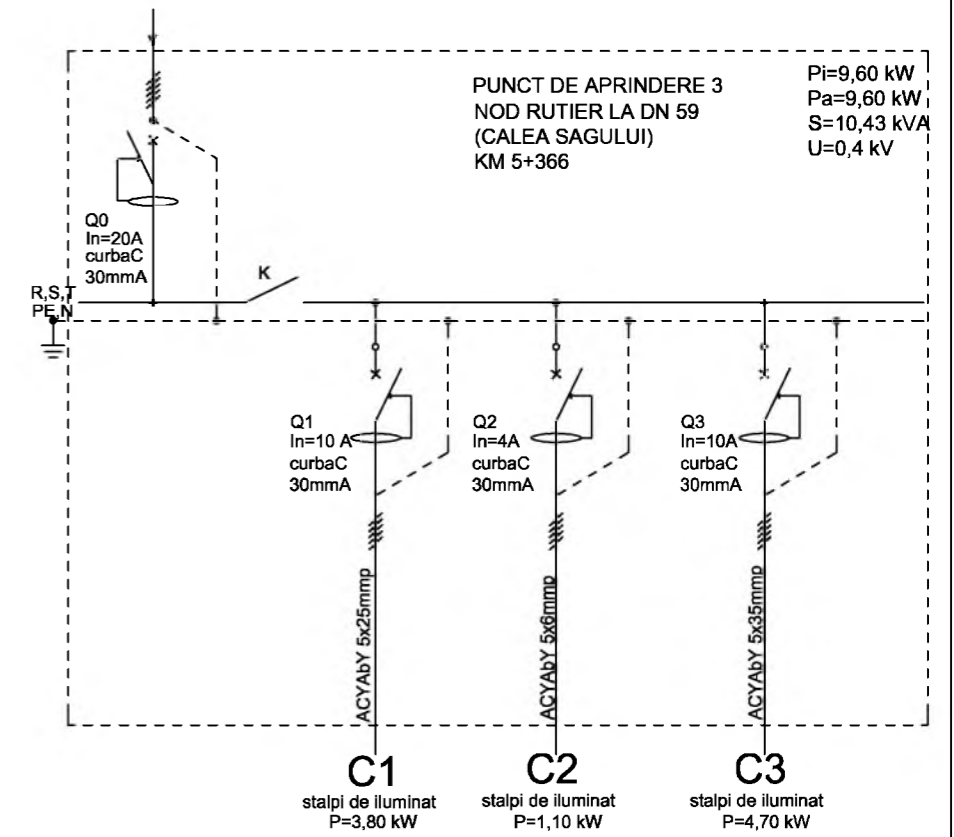 PUNCT DE APRINDERE 3
NOD RUTIER LA DN 59
(CALEA SAGULUI)
KM 5+366
Pi=9,60 kW
Pa=9,60 kW
S=10,43 kVA
U=0,4 kV
Q0
In=20A
curbaC
30mmA
K
R,S,T
PE,N
Q1
In=10 A
curbaC
30mmA
Q2
In=4A
curbaC
30mmA
Q3
In=10A
curbaC
30mmA
ACYAbY 5x25mmp
ACYAbY 5x6mmp
ACYAbY 5x35mmp
C1
stalpi de iluminat
P=3,80 kW
C2
stalpi de iluminat
P=1,10 kW
C3
stalpi de iluminat
P=4,70 kW